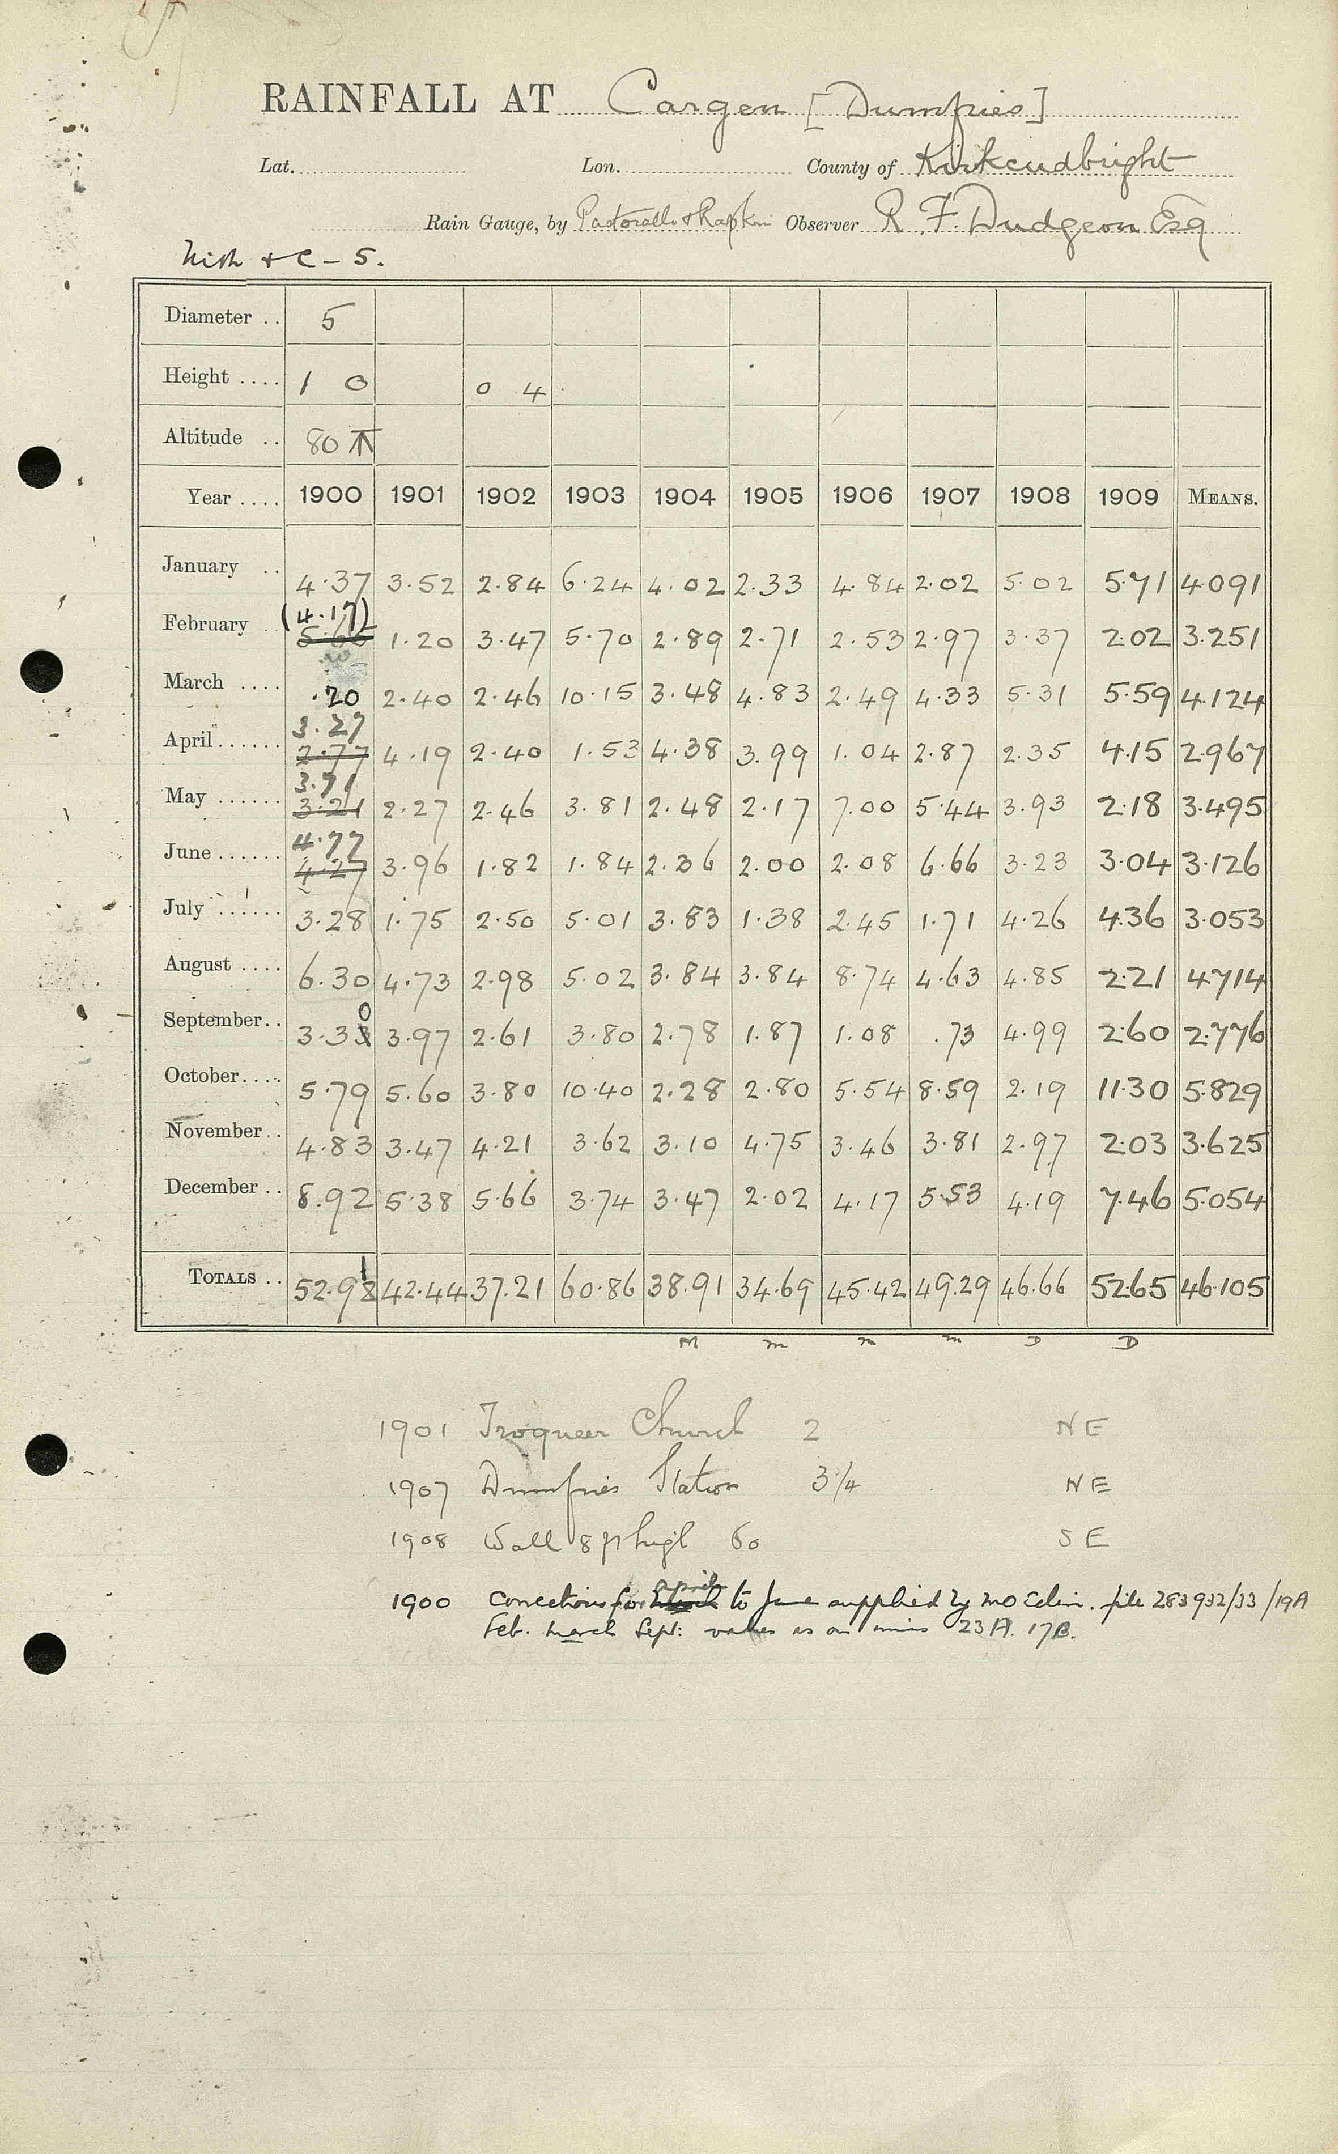 RAINFALL AT Cargen [Dumfries]
Lat. Lon. County of Kirkcudbright
Rain Gauge, by Pastorelli & Rapkin Observer R. F. Dudgeon Esq
& C - 5.
Diameter .. 5
Height .... 1 0 0 4
Altitude .. 80
Year .... 1900 1901 1902 1903 1904 1905 1906 1907 1908 1909 MEANS.
January .. 4.37 3.52 2.84 6.24 4.02 2.33 4.84 2.02 5.02 5.71 4.091
February (4.17) 1.20 3.47 5.70 2.89 2.71 2.53 2.97 3.37 2.02 3.251
March .... .20 2.40 2.46 10.15 3.48 4.83 2.49 4.33 5.31 5.59 4.124
April ...... 3.27 2.77 4.19 2.40 1.53 4.38 3.99 1.04 2.87 2.35 4.15 2.967
May ...... 3.71 3.21 2.27 2.46 3.81 2.48 2.17 7.00 5.44 3.93 2.18 3.495
June ...... 4.77 4.27 3.96 1.82 1.84 2.36 2.00 2.08 6.66 3.23 3.04 3.126
July ...... 3.28 1.75 2.50 5.01 3.83 1.38 2.45 1.71 4.26 4.36 3.053
August .... 6.30 4.73 2.98 5.02 3.84 3.84 8.74 4.63 4.85 2.21 4.714
September.. 3.30 3.97 2.61 3.80 2.78 1.87 1.08 .73 4.99 2.60 2.776
October.... 5.79 5.60 3.80 10.40 2.28 2.80 5.54 8.59 2.19 11.30 5.829
November.. 4.83 3.47 4.21 3.62 3.10 4.75 3.46 3.81 2.97 2.03 3.625
December .. 8.92 5.38 5.66 3.74 3.47 2.02 4.17 5.53 4.19 7.46 5.054
TOTALS .. 52.91 42.44 37.21 60.86 38.91 34.69 45.42 49.29 46.66 52.65 46.105
M m m m D D
1901 Troqueer Church 2 NE
1907 Dumfries Station 3¼ NE
1908 Wall 8 ft high 60 SE
1900 Corrections for April to June supplied by MO Edin. file 283932/33 /19A
Feb. March Sept: values as on mins 23A. 17B.